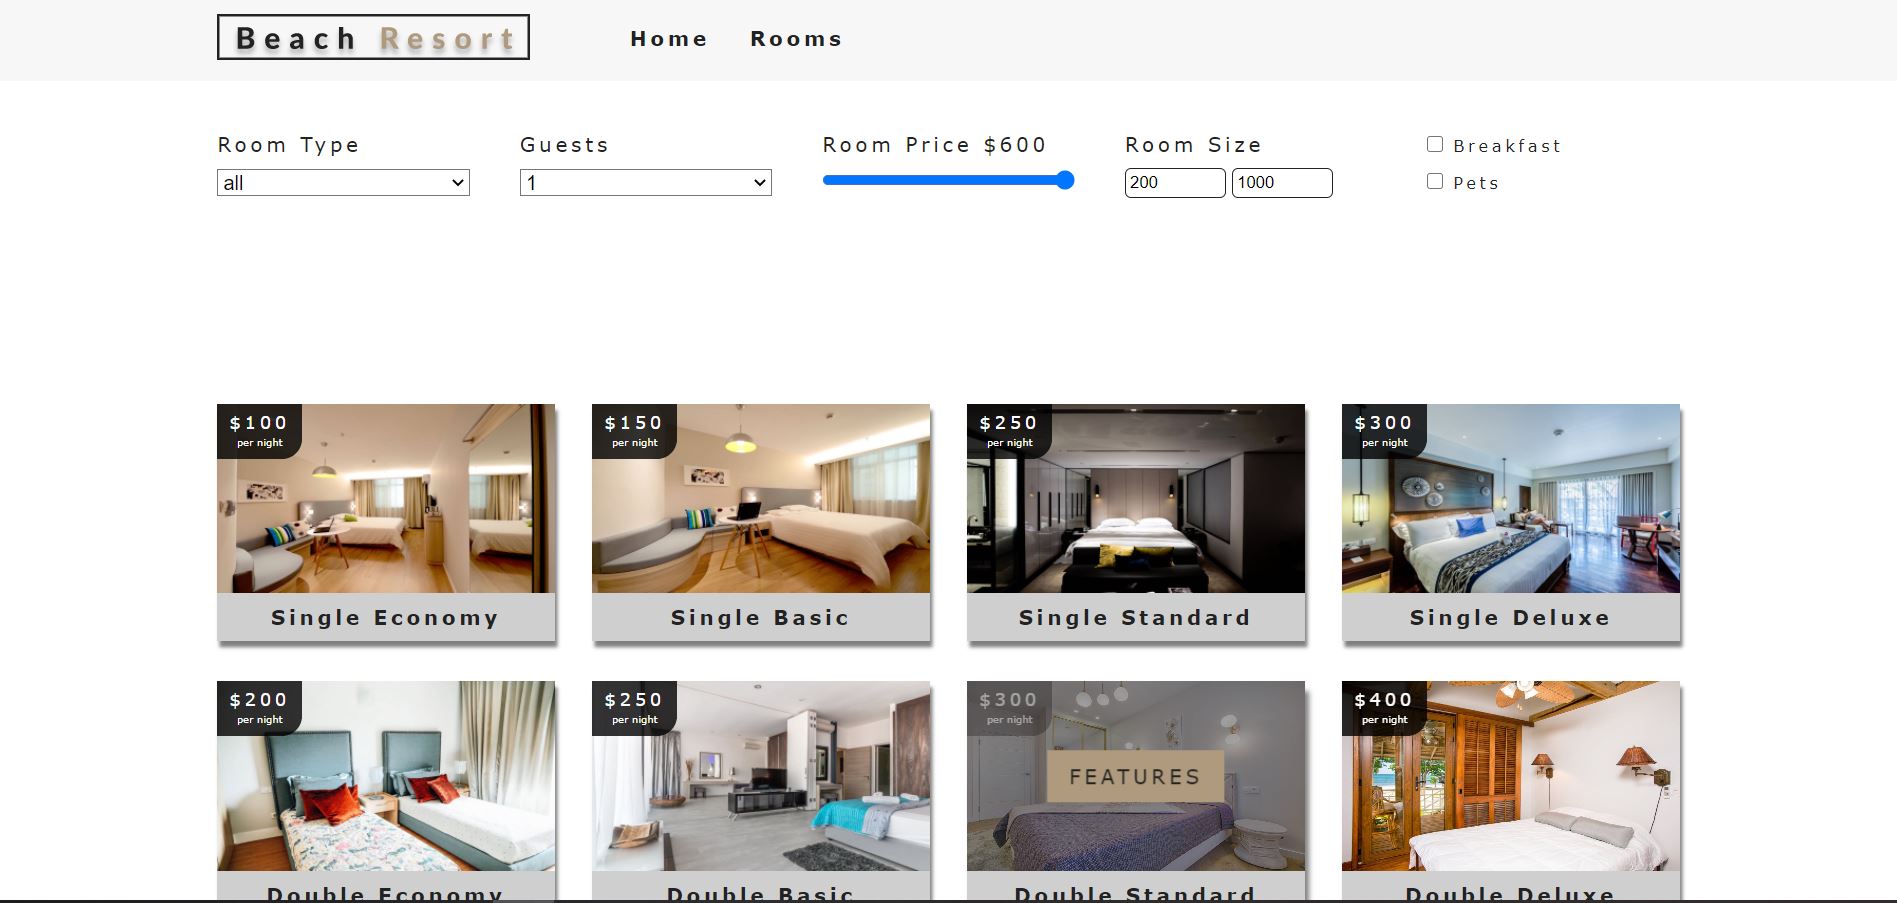 Beach Resort
Home
Rooms
Room Type
Guests
Room Price $600
Room Size
Breakfast
all
1
200
1000
Pets
$100
per night
$150
per night
$250
per night
$300
per night
Single Economy
Single Basic
Single Standard
Single Deluxe
$200
per night
$250
per night
$300
per night
$400
per night
FEATURES
Double Economy
Double Basic
Double Standard
Double Deluxe